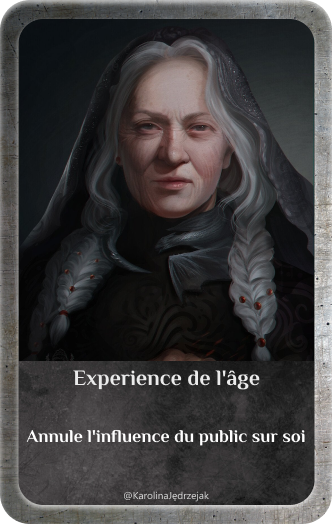 Experience de l'âge
Annule l'influence du public sur soi
@KarolinaJędrzejak